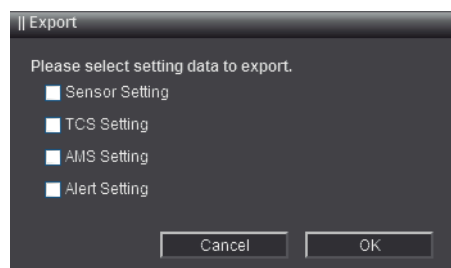 || Export
Please select setting data to export.
Sensor Setting
TCS Setting
AMS Setting
Alert Setting
Cancel OK